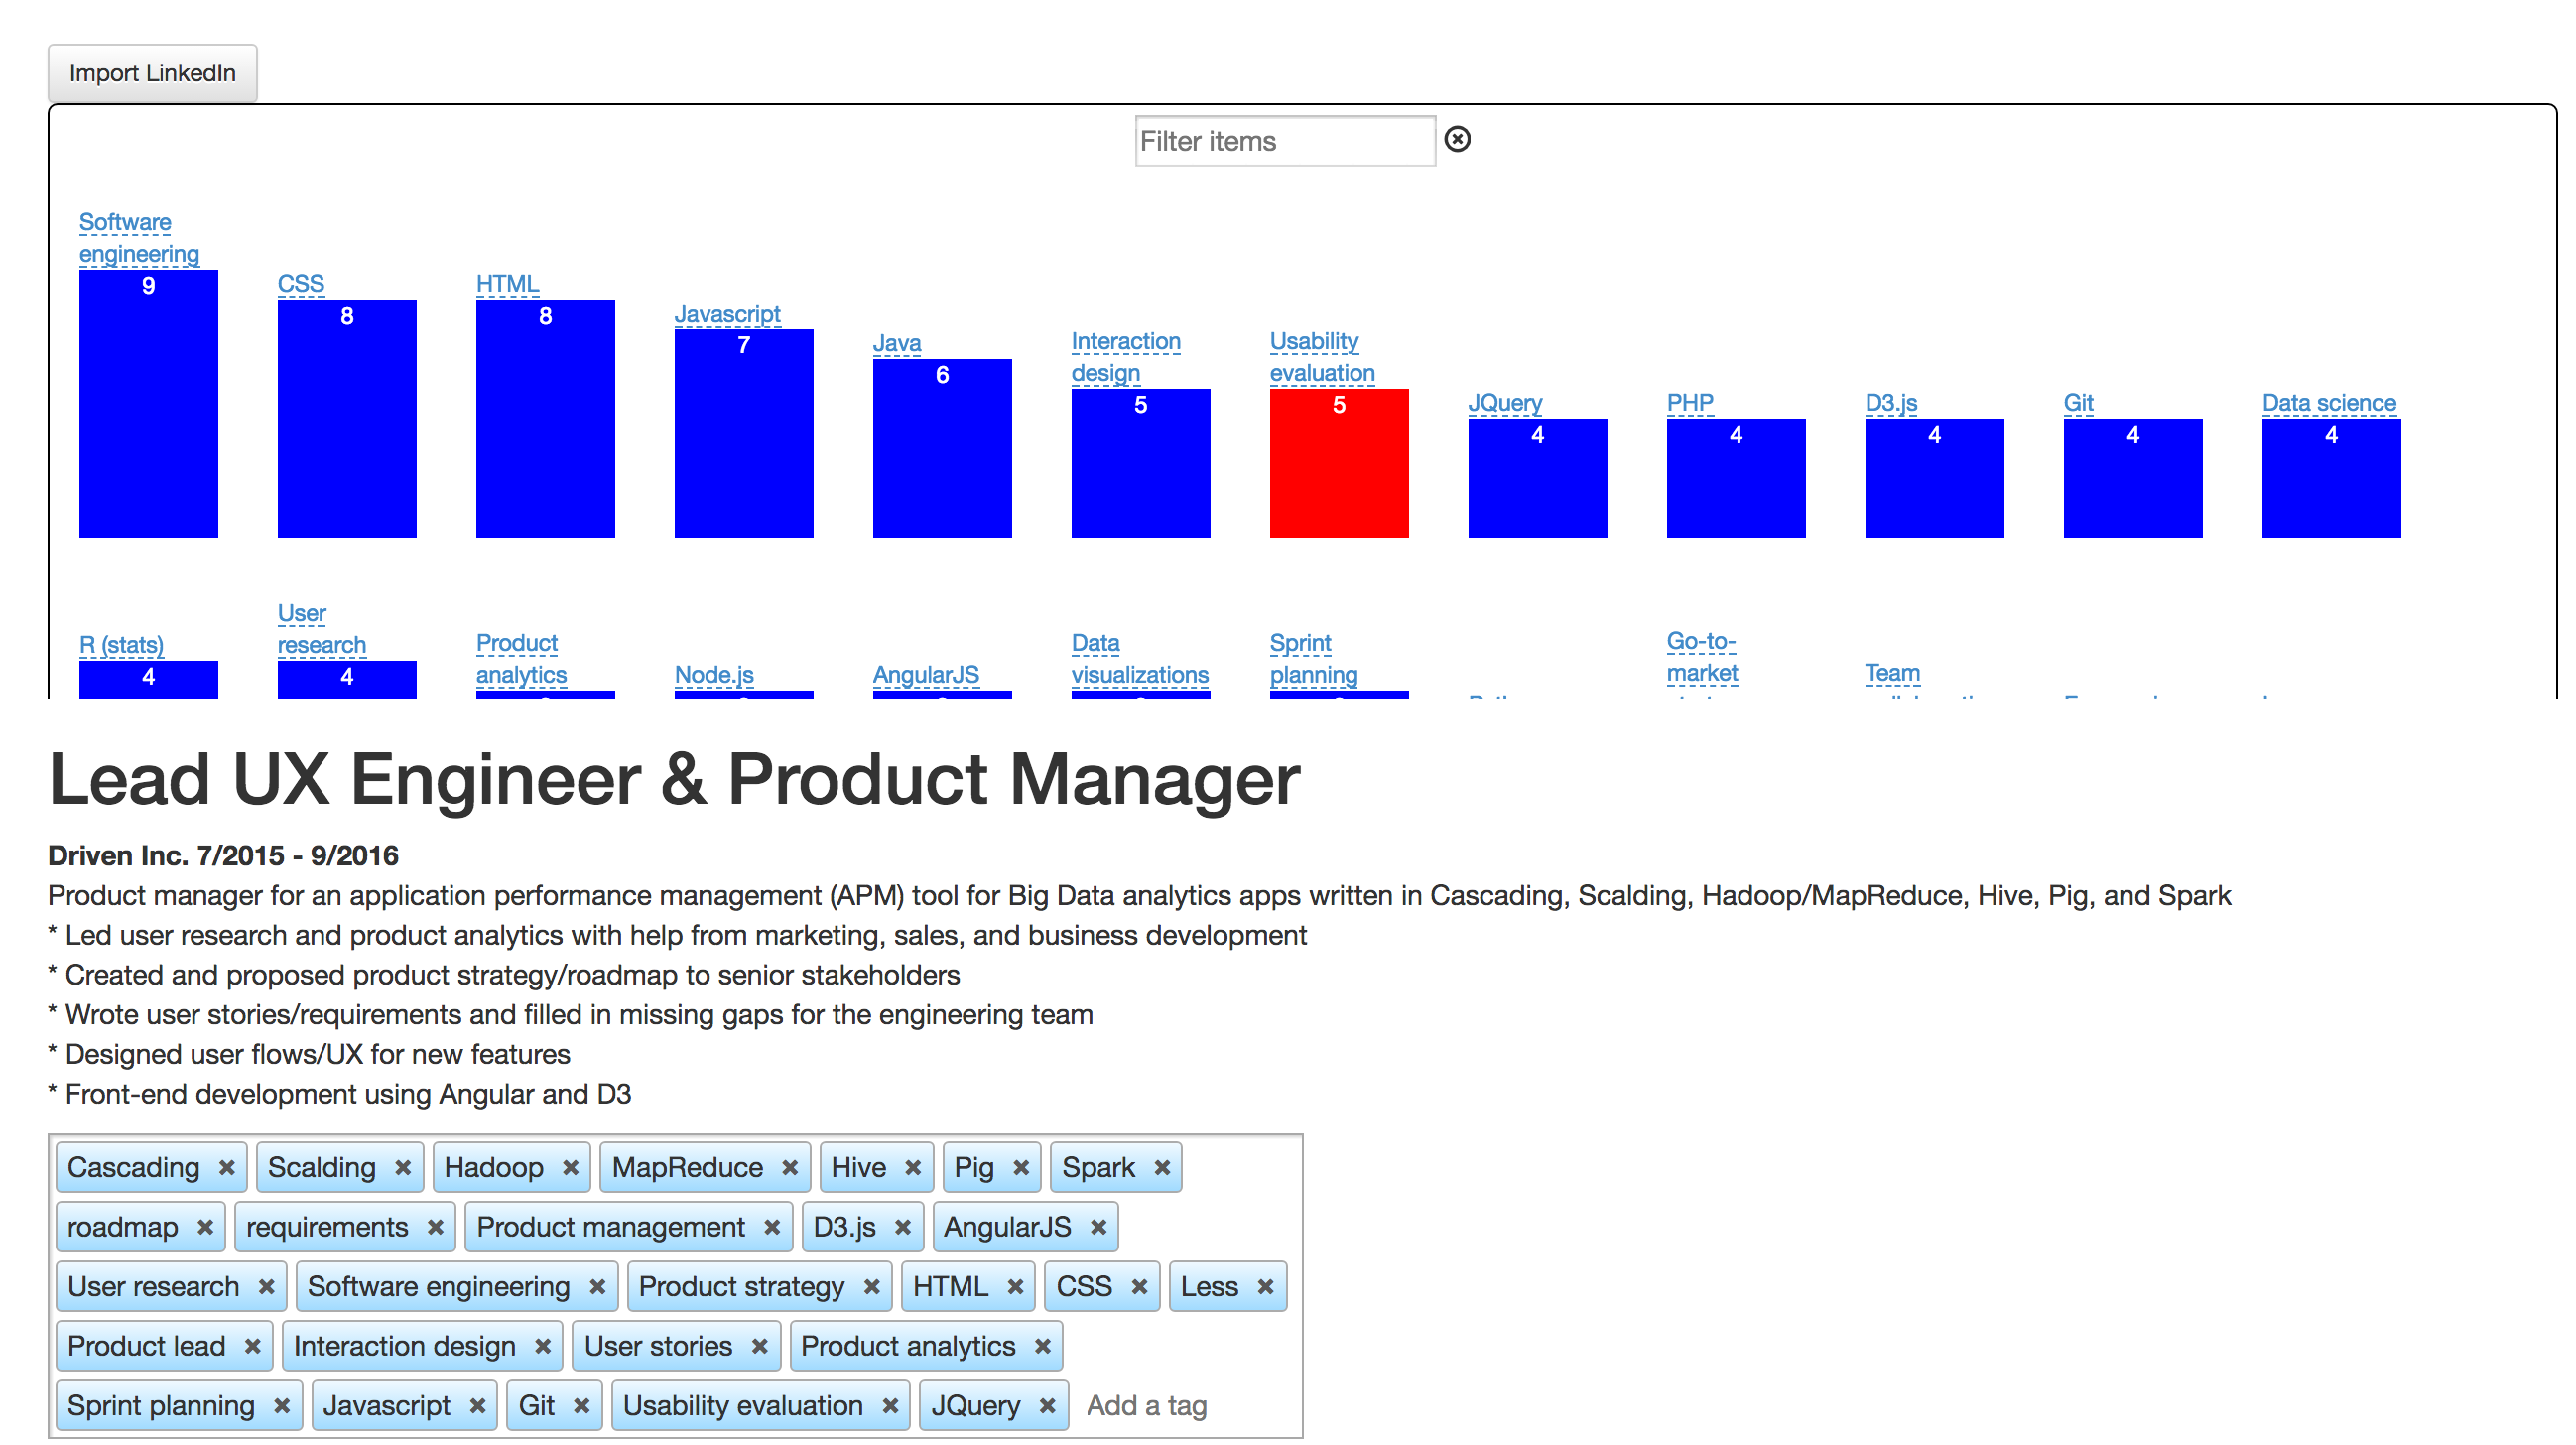 Import LinkedIn
Filter items
Software
engineering
9
CSS
8
HTML
8
Javascript
7
Java
6
Interaction
design
5
Usability
evaluation
5
JQuery
4
PHP
4
D3.js
4
Git
4
Data science
4
R (stats)
4
User
research
4
Product
analytics
Node.js
AngularJS
Data
visualizations
Sprint
planning
Go-to-
market
Team
Lead UX Engineer & Product Manager
Driven Inc. 7/2015 - 9/2016
Product manager for an application performance management (APM) tool for Big Data analytics apps written in Cascading, Scalding, Hadoop/MapReduce, Hive, Pig, and Spark
* Led user research and product analytics with help from marketing, sales, and business development
* Created and proposed product strategy/roadmap to senior stakeholders
* Wrote user stories/requirements and filled in missing gaps for the engineering team
* Designed user flows/UX for new features
* Front-end development using Angular and D3
Cascading ✖ Scalding ✖ Hadoop ✖ MapReduce ✖ Hive ✖ Pig ✖ Spark ✖
roadmap ✖ requirements ✖ Product management ✖ D3.js ✖ AngularJS ✖
User research ✖ Software engineering ✖ Product strategy ✖ HTML ✖ CSS ✖ Less ✖
Product lead ✖ Interaction design ✖ User stories ✖ Product analytics ✖
Sprint planning ✖ Javascript ✖ Git ✖ Usability evaluation ✖ JQuery ✖ Add a tag